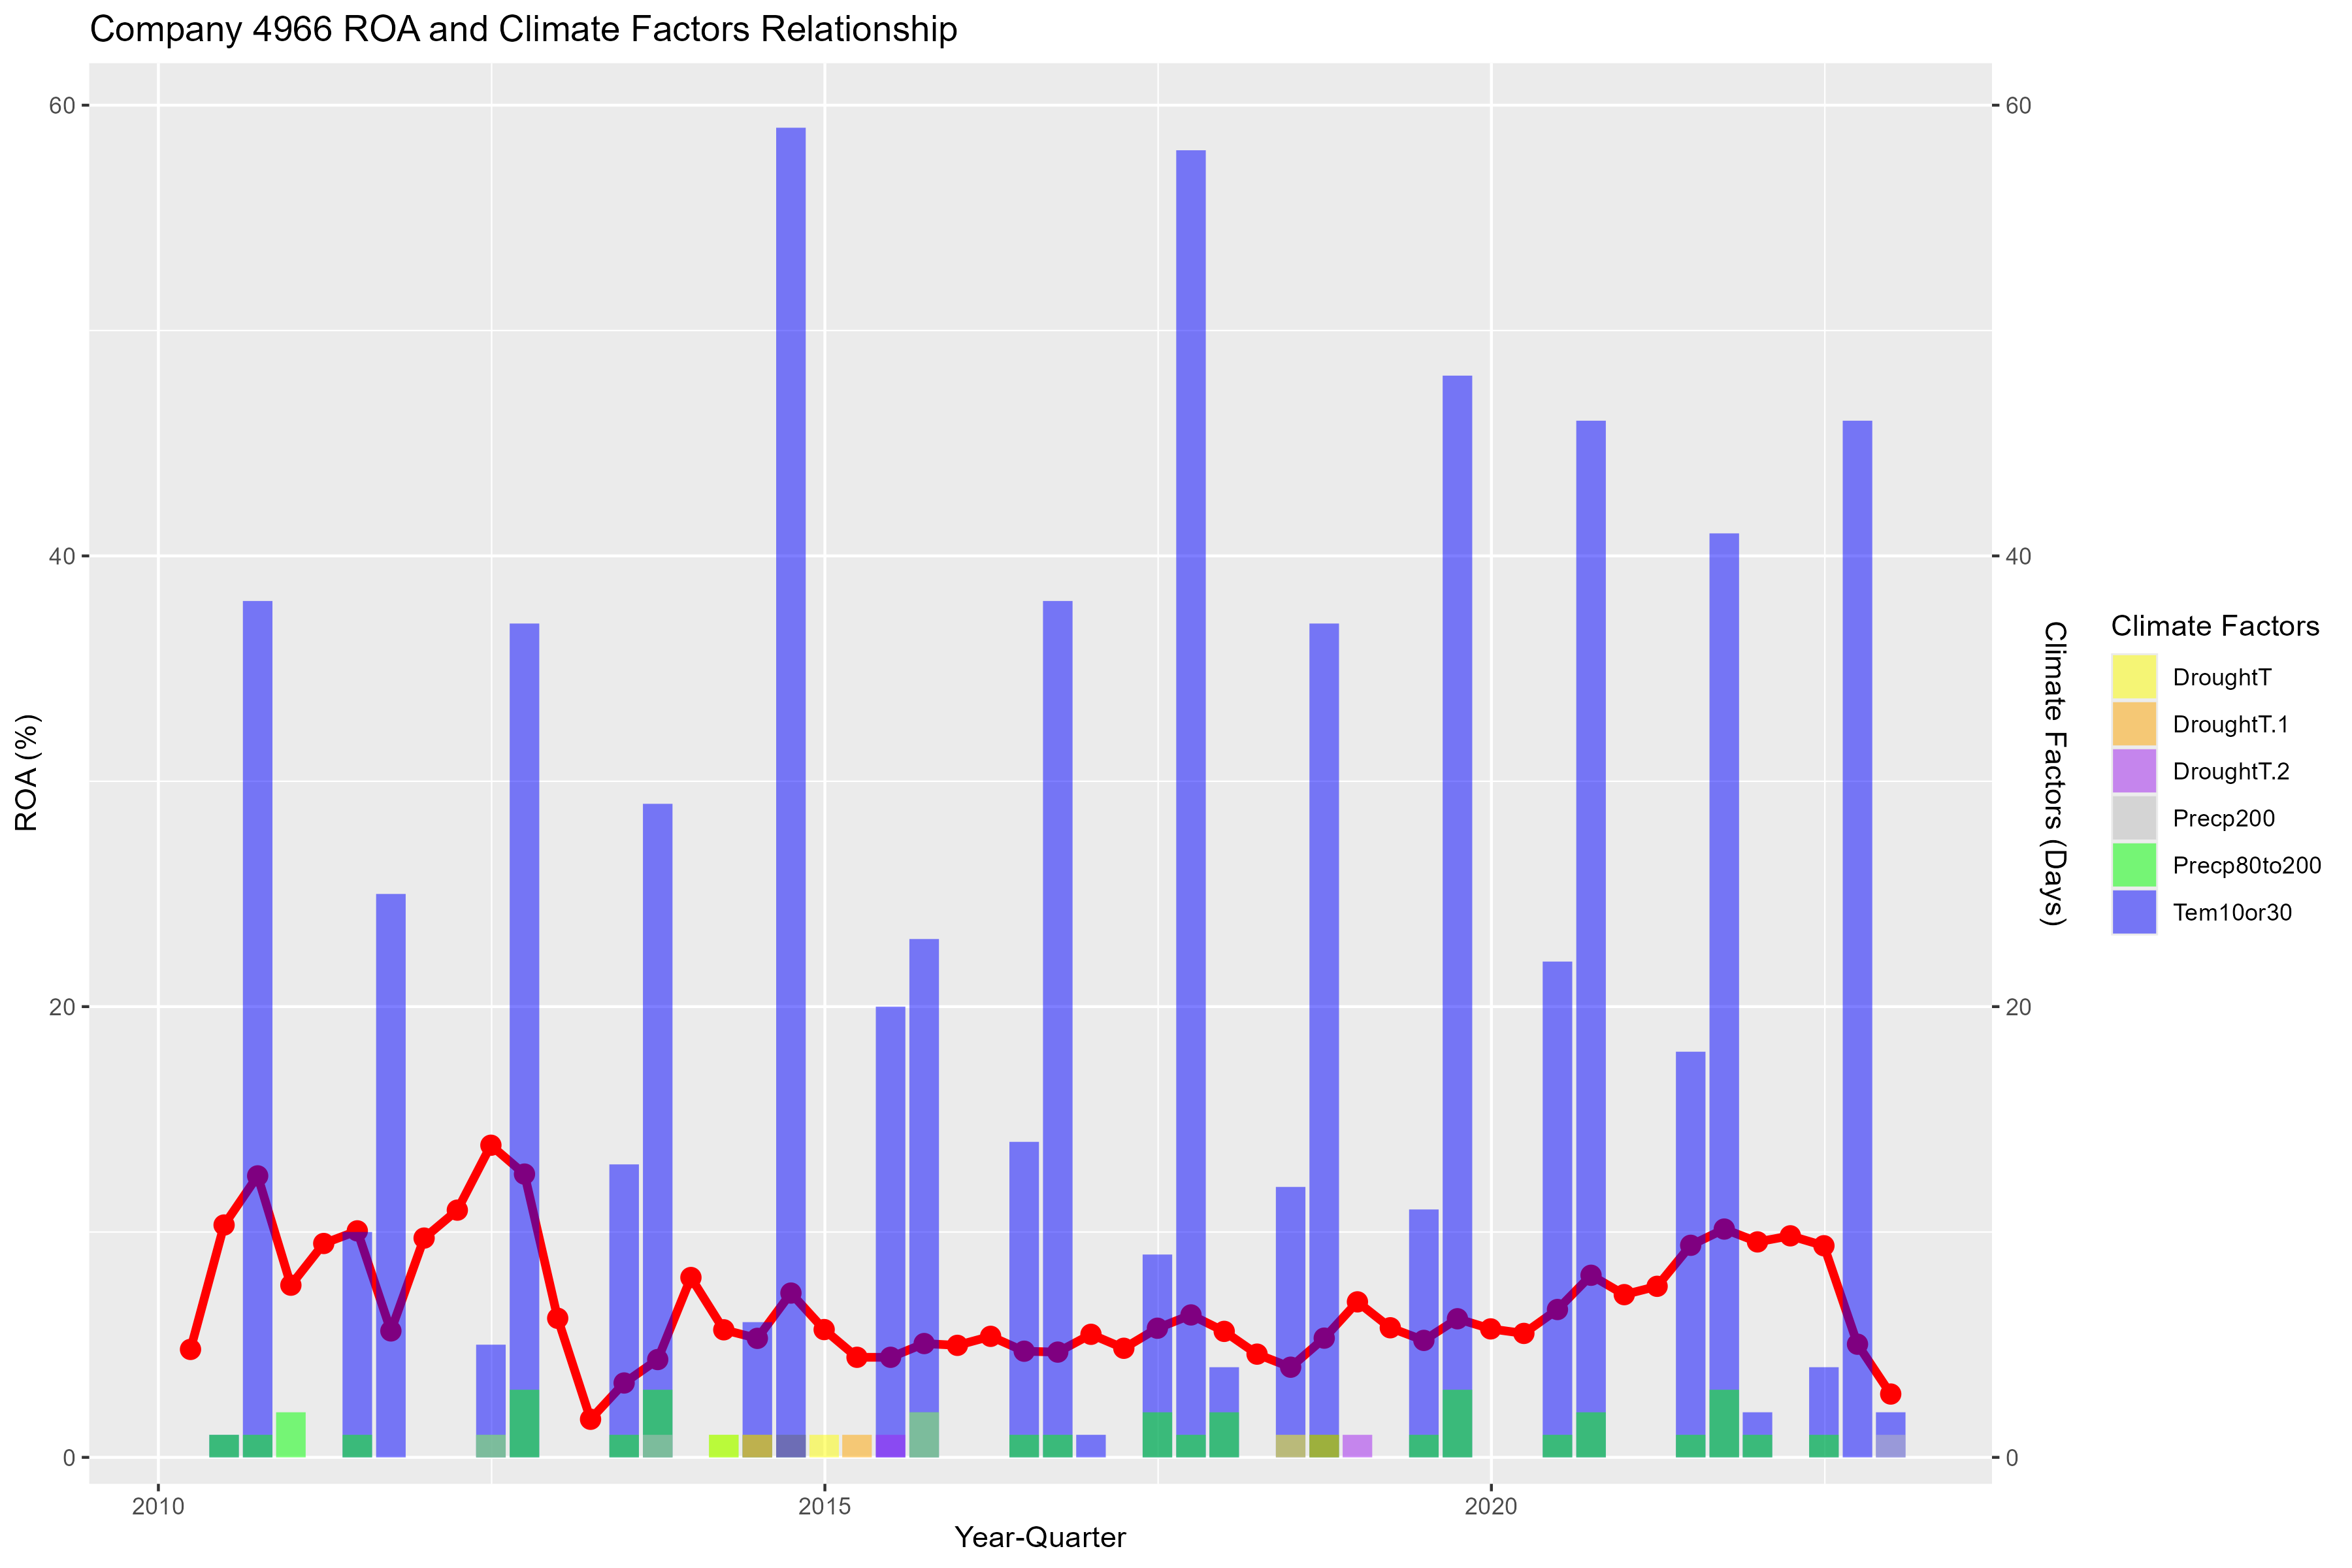 Company 4966 ROA and Climate Factors Relationship
60
40
20
0
ROA (%)
2010
2015
2020
Year-Quarter
60
40
20
0
Climate Factors (Days)
Climate Factors
DroughtT
DroughtT.1
DroughtT.2
Precp200
Precp80to200
Tem10or30